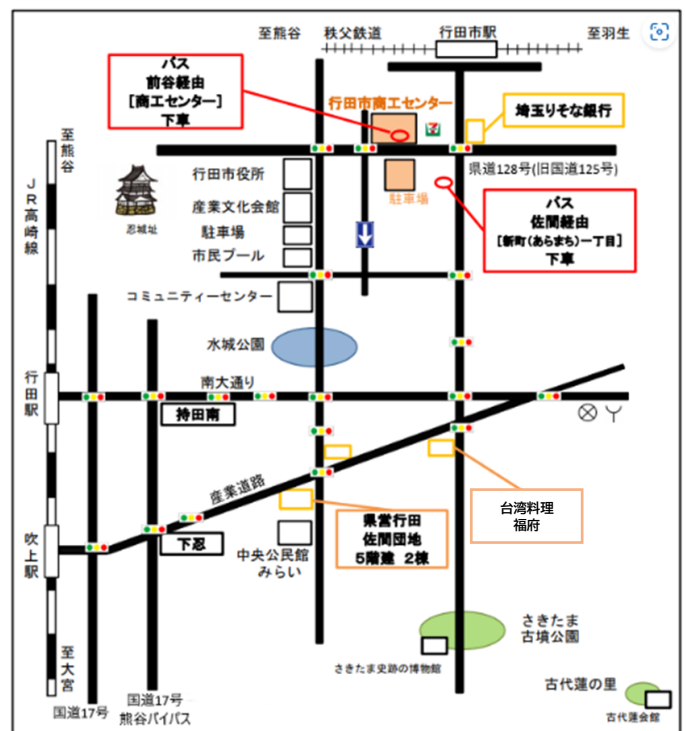 至熊谷
秩父鉄道
行田市駅
至羽生
バス
前谷経由
[商工センター]
下車
行田市商工センター
7
埼玉りそな銀行
至熊谷
JR高崎線
忍城址
行田市役所
産業文化会館
駐車場
市民プール
駐車場
県道128号(旧国道125号)
バス
佐間経由
[新町(あらまち)一丁目]
下車
コミュニティーセンター
水城公園
行田駅
南大通り
持田南
産業道路
台湾料理
福府
県営行田
佐間団地
5階建 2棟
吹上駅
下忍
中央公民館
みらい
さきたま
古墳公園
さきたま史跡の博物館
至大宮
古代蓮の里
古代蓮会館
国道17号
国道17号
熊谷バイパス